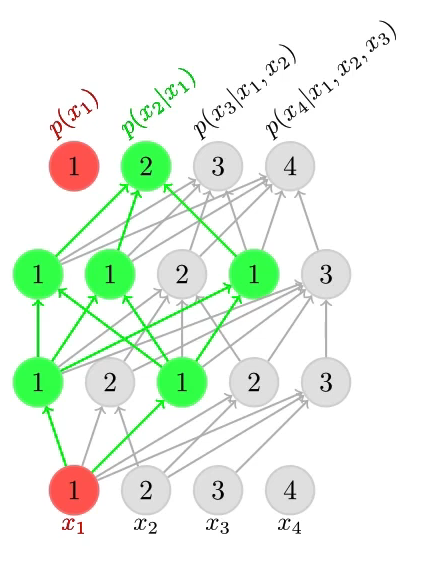 p(x₁) p(x₂|x₁) p(x₃|x₁, x₂) p(x₄|x₁, x₂, x₃)
1 2 3 4
1 1 2 1 3
1 2 1 2 3
1 2 3 4
x₁ x₂ x₃ x₄